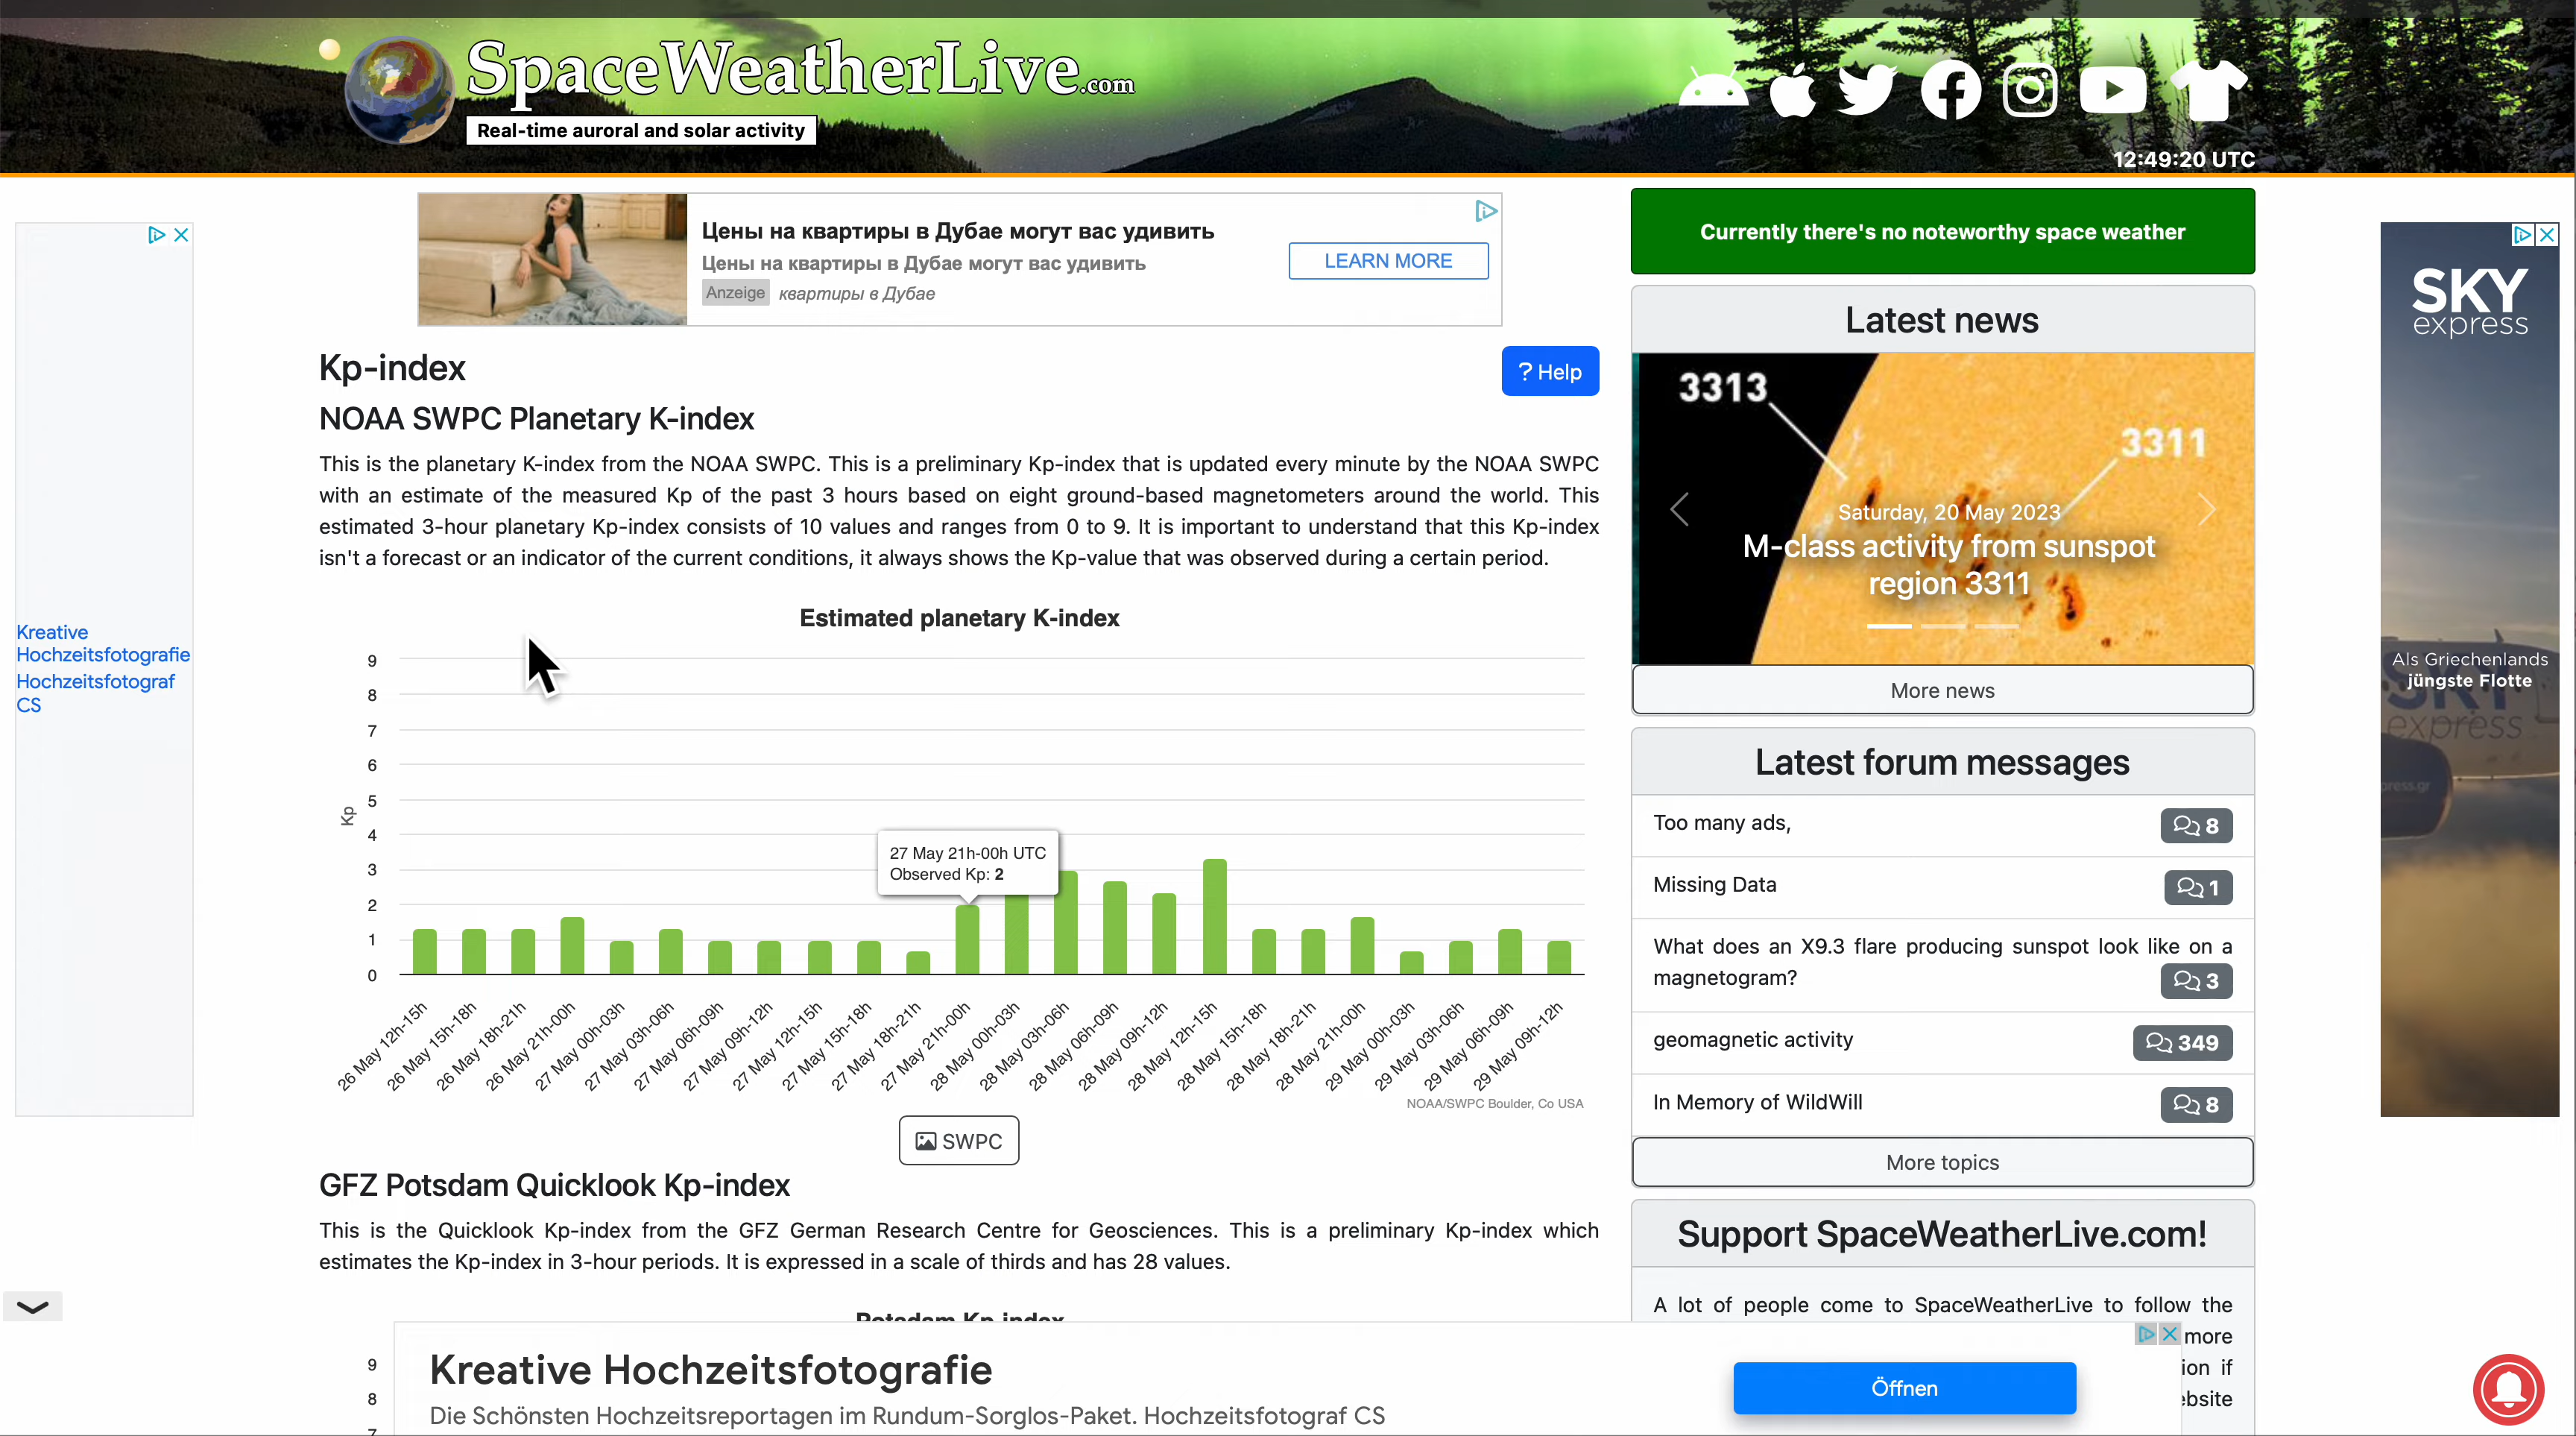 SpaceWeatherLive.com
Real-time auroral and solar activity
12:49:20 UTC
Цены на квартиры в Дубае могут вас удивить
Цены на квартиры в Дубае могут вас удивить
Anzeige квартиры в Дубае
LEARN MORE
Kreative
Hochzeitsfotografie
Hochzeitsfotograf
CS
Kp-index
? Help
NOAA SWPC Planetary K-index
This is the planetary K-index from the NOAA SWPC. This is a preliminary Kp-index that is updated every minute by the NOAA SWPC
with an estimate of the measured Kp of the past 3 hours based on eight ground-based magnetometers around the world. This
estimated 3-hour planetary Kp-index consists of 10 values and ranges from 0 to 9. It is important to understand that this Kp-index
isn't a forecast or an indicator of the current conditions, it always shows the Kp-value that was observed during a certain period.
Estimated planetary K-index
9
8
7
6
5
4
3
2
1
0
Kp
27 May 21h-00h UTC
Observed Kp: 2
26 May 12h-15h
26 May 15h-18h
26 May 18h-21h
26 May 21h-00h
27 May 00h-03h
27 May 03h-06h
27 May 06h-09h
27 May 09h-12h
27 May 12h-15h
27 May 15h-18h
27 May 18h-21h
27 May 21h-00h
28 May 00h-03h
28 May 03h-06h
28 May 06h-09h
28 May 09h-12h
28 May 12h-15h
28 May 15h-18h
28 May 18h-21h
28 May 21h-00h
29 May 00h-03h
29 May 03h-06h
29 May 06h-09h
29 May 09h-12h
NOAA/SWPC Boulder, Co USA
SWPC
GFZ Potsdam Quicklook Kp-index
This is the Quicklook Kp-index from the GFZ German Research Centre for Geosciences. This is a preliminary Kp-index which
estimates the Kp-index in 3-hour periods. It is expressed in a scale of thirds and has 28 values.
Potsdam Kp-index
9
8
7
Kreative Hochzeitsfotografie
Die Schönsten Hochzeitsreportagen im Rundum-Sorglos-Paket. Hochzeitsfotograf CS
Öffnen
Currently there's no noteworthy space weather
Latest news
3313
3311
Saturday, 20 May 2023
M-class activity from sunspot
region 3311
More news
Latest forum messages
Too many ads, 8
Missing Data 1
What does an X9.3 flare producing sunspot look like on a
magnetogram? 3
geomagnetic activity 349
In Memory of WildWill 8
More topics
Support SpaceWeatherLive.com!
A lot of people come to SpaceWeatherLive to follow the
more
if
SKY
express
Als Griechenlands
jüngste Flotte
SKY
express